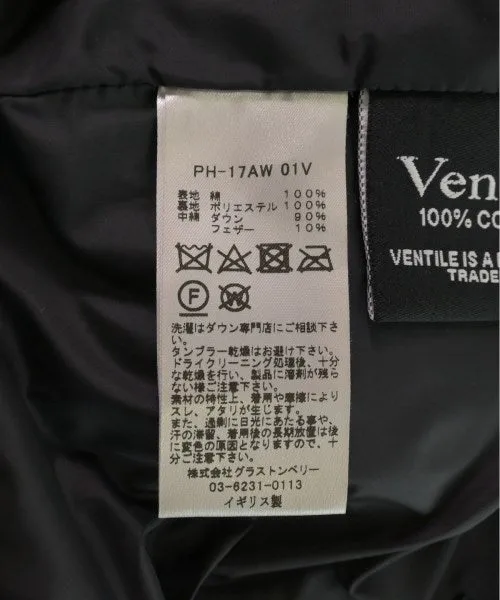 PH-17AW 01V
表地 綿 100%
裏地 ポリエステル 100%
中綿 ダウン 90%
フェザー 10%
F W
洗濯はダウン専門店にご相談下さ
い。
タンブラー乾燥はお避け下さい。
ドライクリーニング処理後、十分
な乾燥を行い、製品に溶剤が残ら
ない様ご注意下さい。
素材の特性上、着用や摩擦により
スレ、アタリが生じます。
また、過剰に日光にあたる事や、
汗の滞留、着用後の長期放置は後
に変色の原因となりますので、十
分ご注意下さい。
株式会社グラストンベリー
03-6231-0113
イギリス製
Ven
100% CO
VENTILE IS A
TRADE